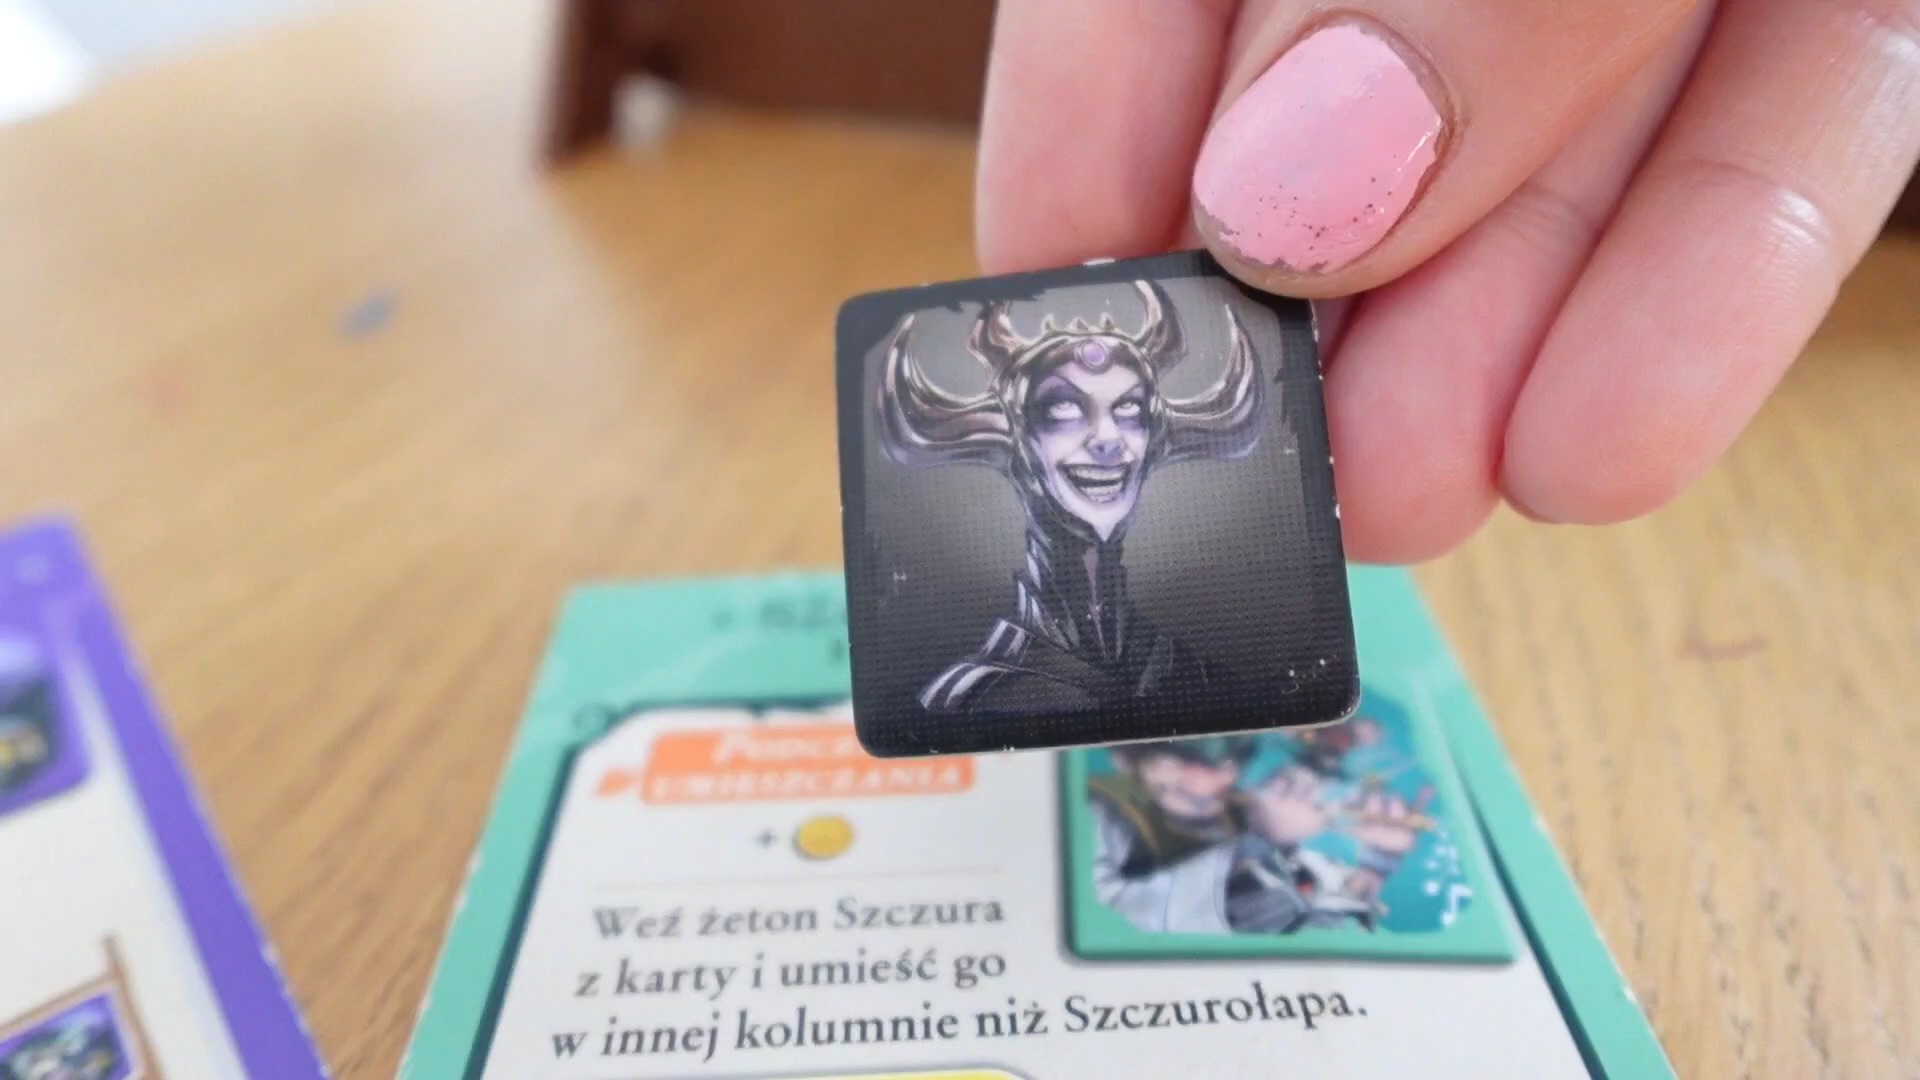 UMIESZCZANIA
+
Weź żeton Szczura
z karty i umieść go
w innej kolumnie niż Szczurołapa.